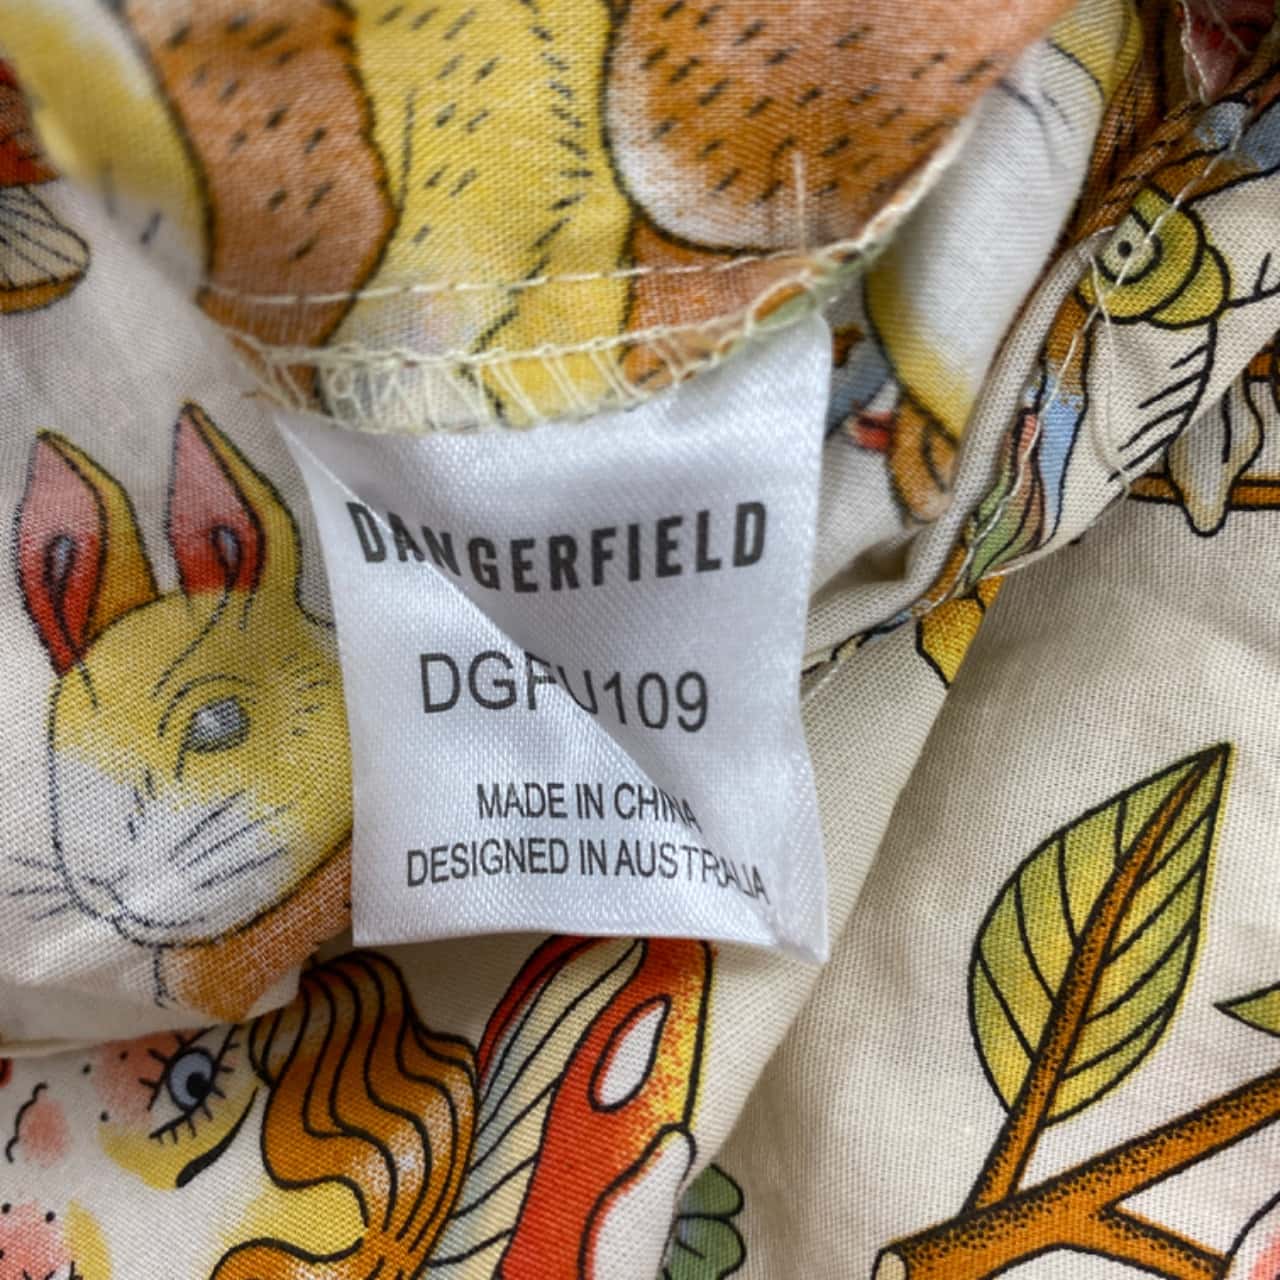 DANGERFIELD
DGFU109
MADE IN CHINA
DESIGNED IN AUSTRALIA